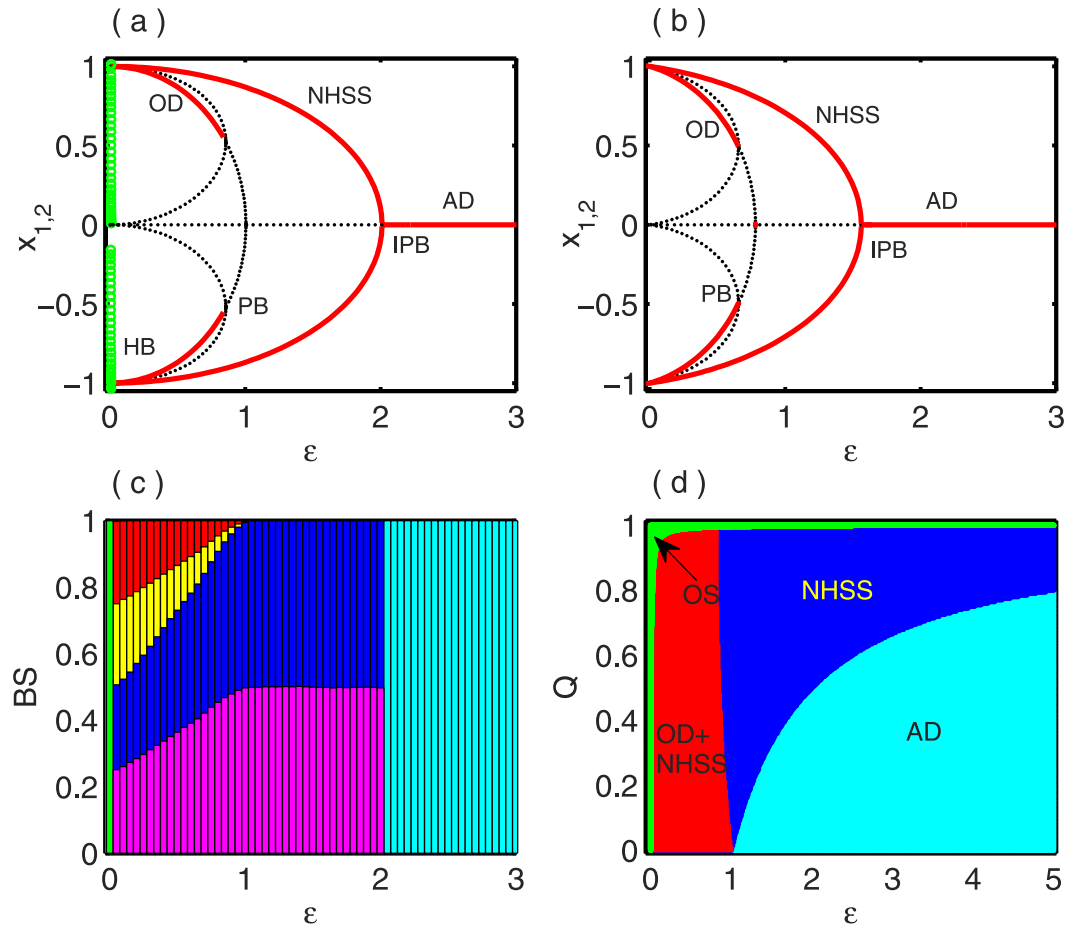 ( a )
1
0.5
0
−0.5
−1
x1,2
OD
NHSS
AD
IPB
PB
HB
0 1 2 3
ε
( b )
1
0.5
0
−0.5
−1
x1,2
OD
NHSS
AD
IPB
PB
0 1 2 3
ε
( c )
1
0.8
0.6
0.4
0.2
0
BS
0 1 2 3
ε
( d )
1
0.8
0.6
0.4
0.2
0
Q
OS
NHSS
OD+
NHSS
AD
0 1 2 3 4 5
ε